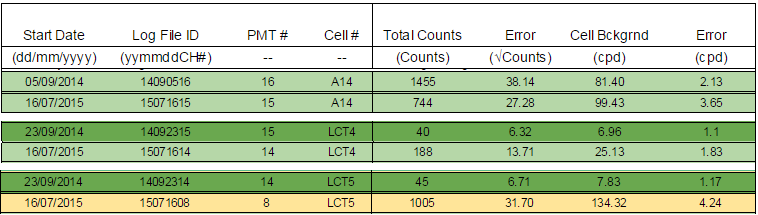 Start Date Log File ID PMT # Cell # Total Counts Error Cell Bckgrnd Error
(dd/mm/yyyy) (yymmddCH#) -- -- (Counts) (√Counts) (cpd) (cpd)
05/09/2014 14090516 16 A14 1455 38.14 81.40 2.13
16/07/2015 15071615 15 A14 744 27.28 99.43 3.65
23/09/2014 14092315 15 LCT4 40 6.32 6.96 1.1
16/07/2015 15071614 14 LCT4 188 13.71 25.13 1.83
23/09/2014 14092314 14 LCT5 45 6.71 7.83 1.17
16/07/2015 15071608 8 LCT5 1005 31.70 134.32 4.24